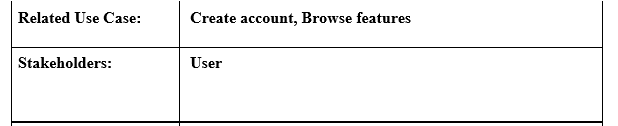 Related Use Case: Create account, Browse features
Stakeholders: User